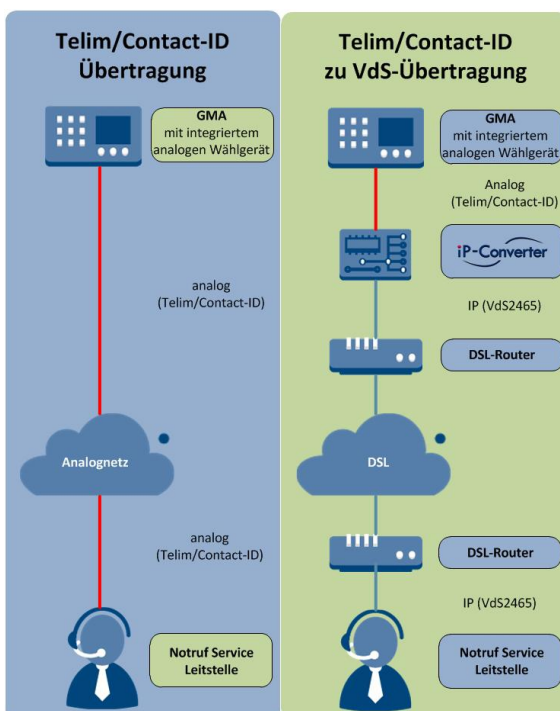 Telim/Contact-ID
Übertragung
GMA
mit integriertem
analogen Wählgerät
analog
(Telim/Contact-ID)
Analognetz
analog
(Telim/Contact-ID)
Notruf Service
Leitstelle
Telim/Contact-ID
zu VdS-Übertragung
GMA
mit integriertem
analogen Wählgerät
Analog
(Telim/Contact-ID)
iP-Converter
IP (VdS2465)
DSL-Router
DSL
DSL-Router
IP (VdS2465)
Notruf Service
Leitstelle